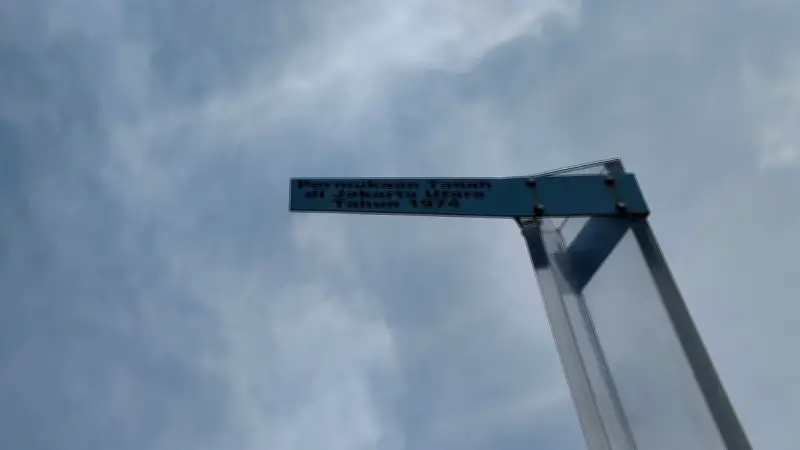 Permukaan Tanah
di Jakarta Utara
Tahun 1974